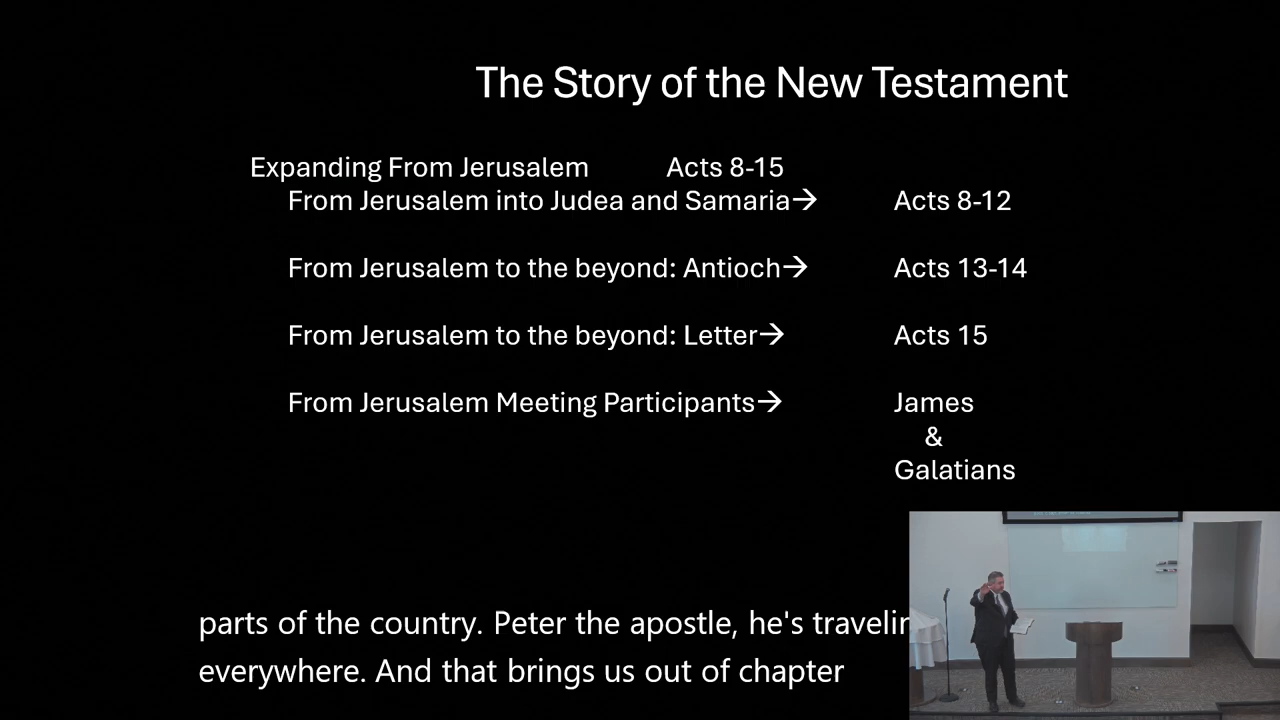 The Story of the New Testament
Expanding From Jerusalem Acts 8-15
From Jerusalem into Judea and Samaria→ Acts 8-12
From Jerusalem to the beyond: Antioch→ Acts 13-14
From Jerusalem to the beyond: Letter→ Acts 15
From Jerusalem Meeting Participants→ James
&
Galatians
parts of the country. Peter the apostle, he's
everywhere. And that brings us out of chapter